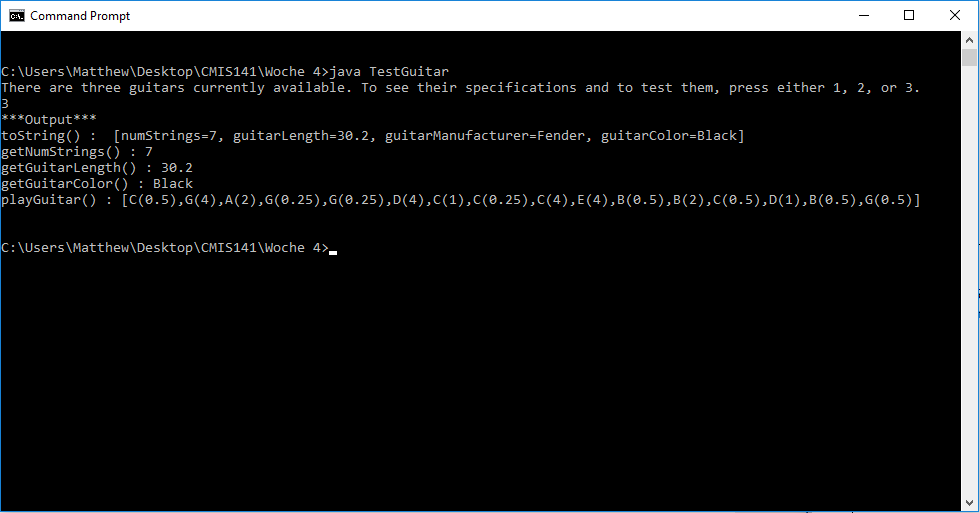 Command Prompt
C:\Users\Matthew\Desktop\CMIS141\Woche 4>java TestGuitar
There are three guitars currently available. To see their specifications and to test them, press either 1, 2, or 3.
3
***Output***
toString() :  [numStrings=7, guitarLength=30.2, guitarManufacturer=Fender, guitarColor=Black]
getNumStrings() : 7
getGuitarLength() : 30.2
getGuitarColor() : Black
playGuitar() : [C(0.5),G(4),A(2),G(0.25),G(0.25),D(4),C(1),C(0.25),C(4),E(4),B(0.5),B(2),C(0.5),D(1),B(0.5),G(0.5)]
C:\Users\Matthew\Desktop\CMIS141\Woche 4>